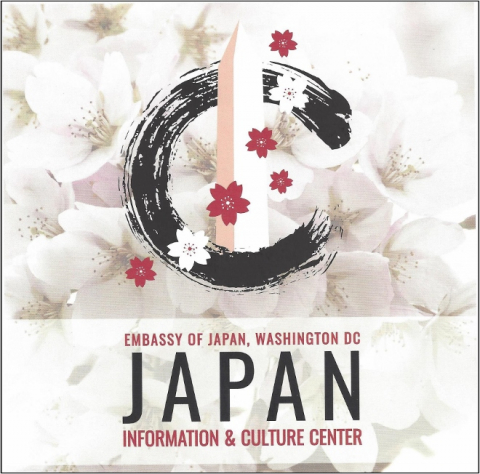 EMBASSY OF JAPAN, WASHINGTON DC
JAPAN
INFORMATION & CULTURE CENTER